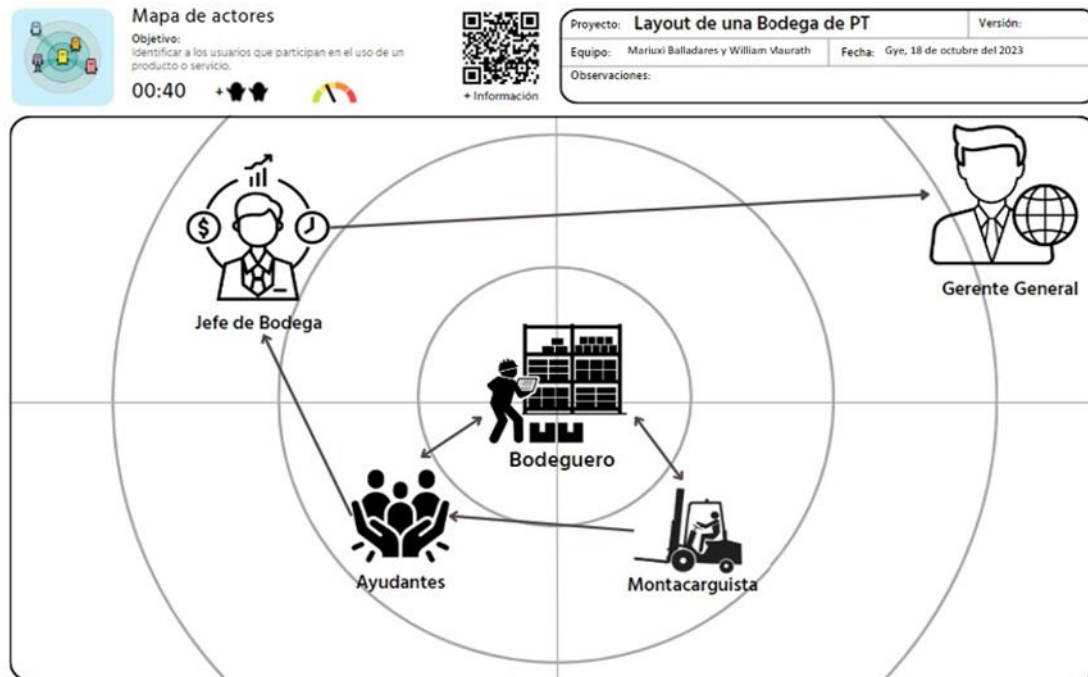 Mapa de actores
Objetivo:
Identificar a los usuarios que participan en el uso de un
producto o servicio.
00:40
+
+ Información
Proyecto: Layout de una Bodega de PT
Versión:
Equipo: Mariuxi Balladares y William Maurath
Fecha: Gye, 18 de octubre del 2023
Observaciones:
$
Jefe de Bodega
Gerente General
Bodeguero
Ayudantes
Montacarguista